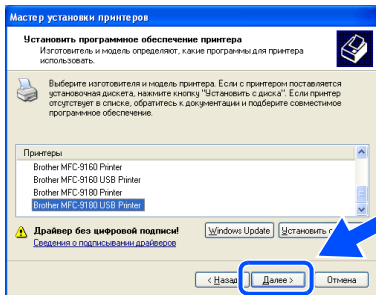 Мастер установки принтеров
Установить программное обеспечение принтера
Изготовитель и модель определяют, какие программы для принтера
использовать.
Выберите изготовителя и модель принтера. Если с принтером поставляется
установочная дискета, нажмите кнопку "Установить с диска". Если принтер
отсутствует в списке, обратитесь к документации и подберите совместимое
программное обеспечение.
Принтеры
Brother MFC-9160 Printer
Brother MFC-9160 USB Printer
Brother MFC-9180 Printer
Brother MFC-9180 USB Printer
Драйвер без цифровой подписи!
Windows Update
Установить с
Сведения о подписывании драйверов
< Назад
Далее >
Отмена